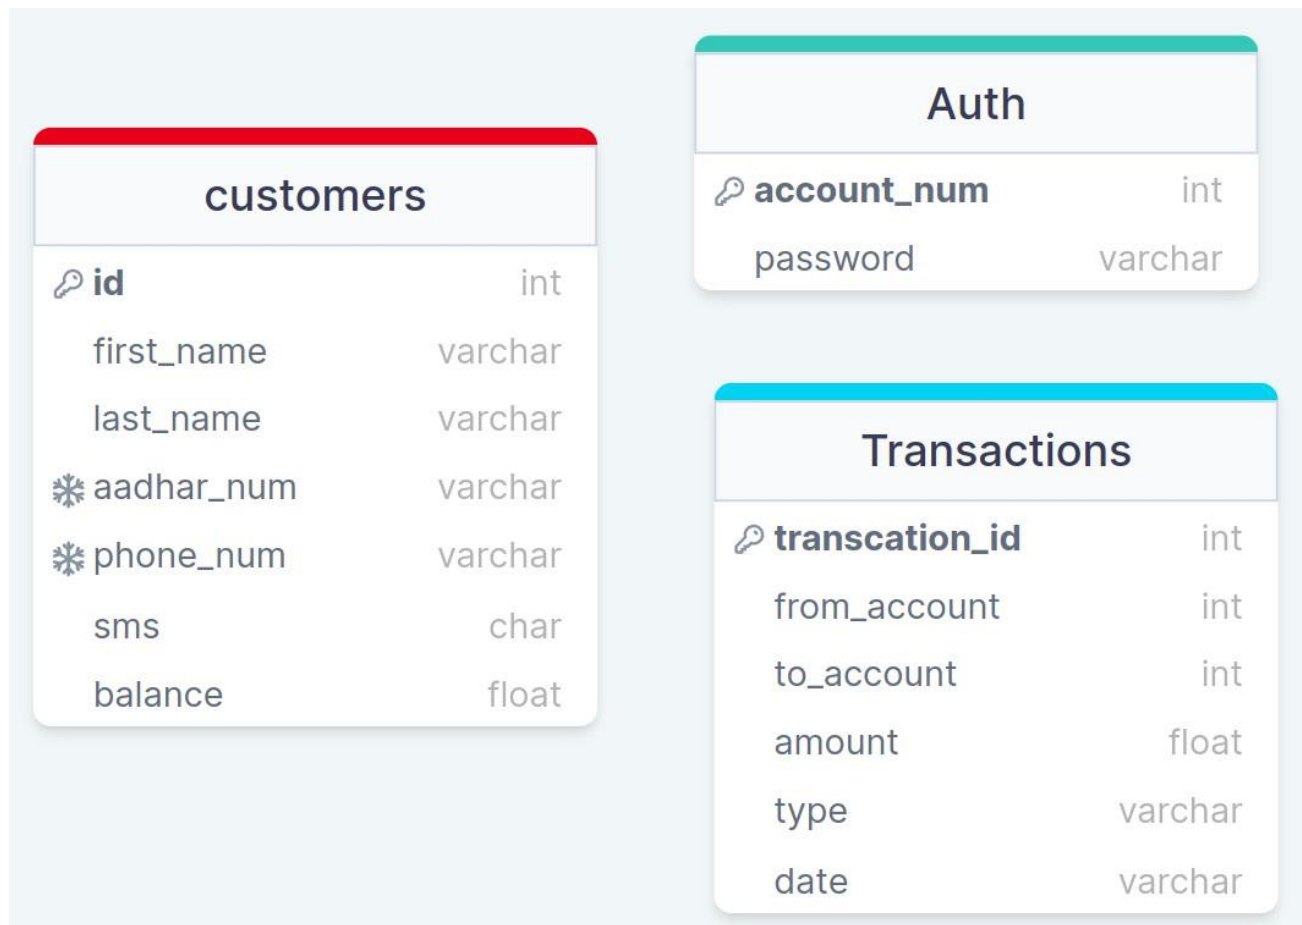 customers
id int
first_name varchar
last_name varchar
aadhar_num varchar
phone_num varchar
sms char
balance float
Auth
account_num int
password varchar
Transactions
transcation_id int
from_account int
to_account int
amount float
type varchar
date varchar